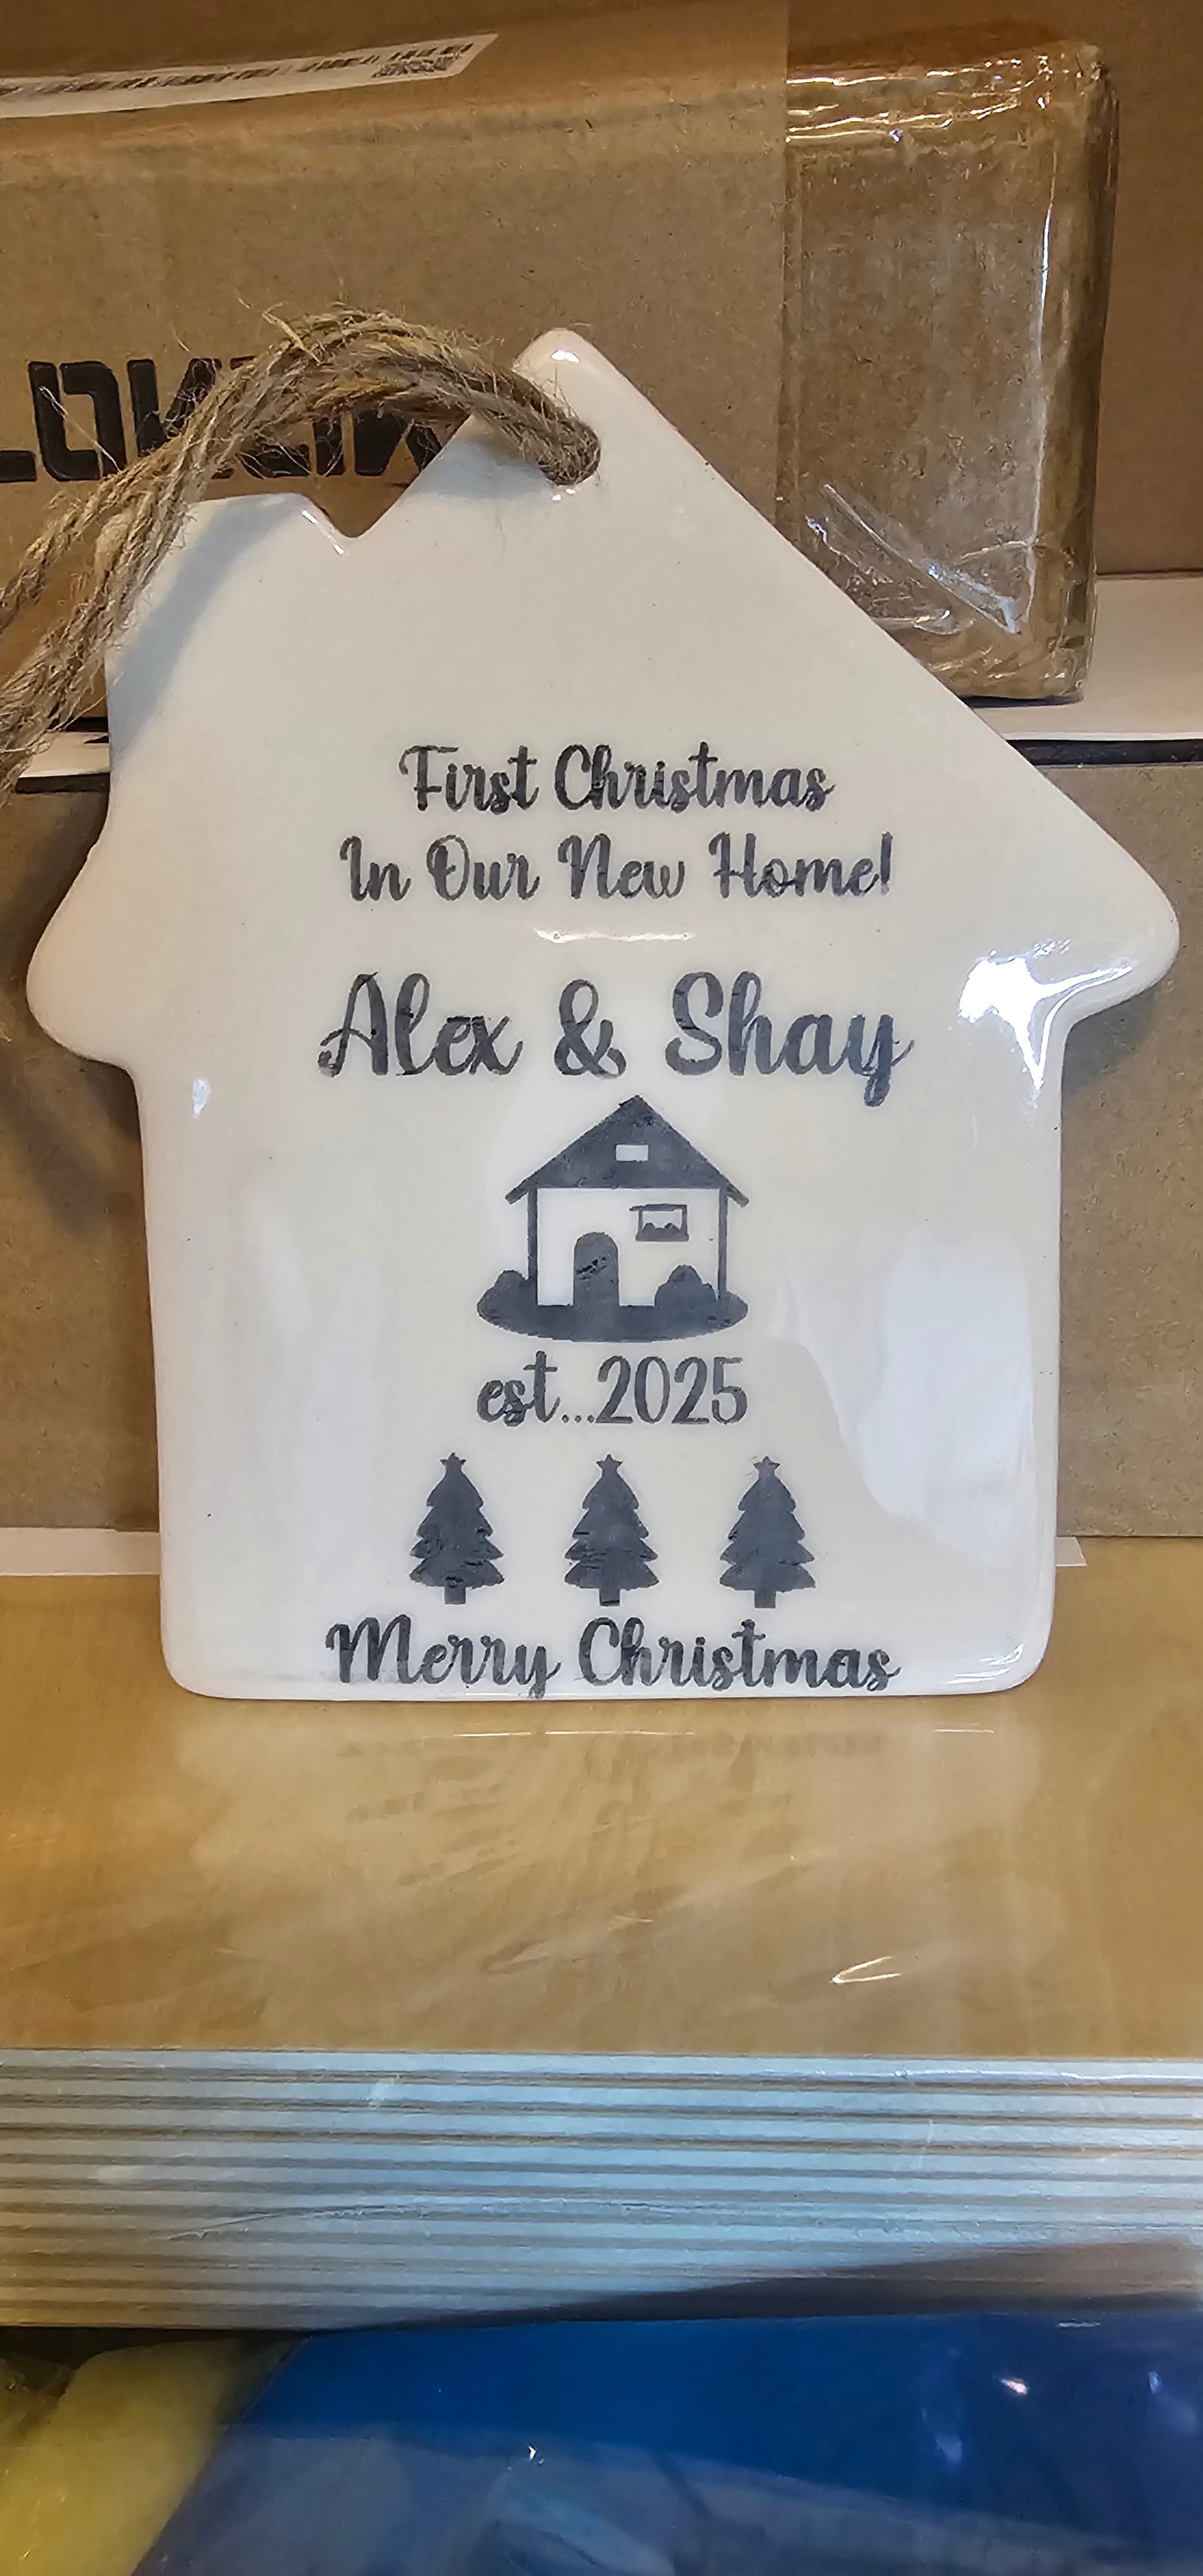 First Christmas
In Our New Home!
Alex & Shay
est...2025
Merry Christmas